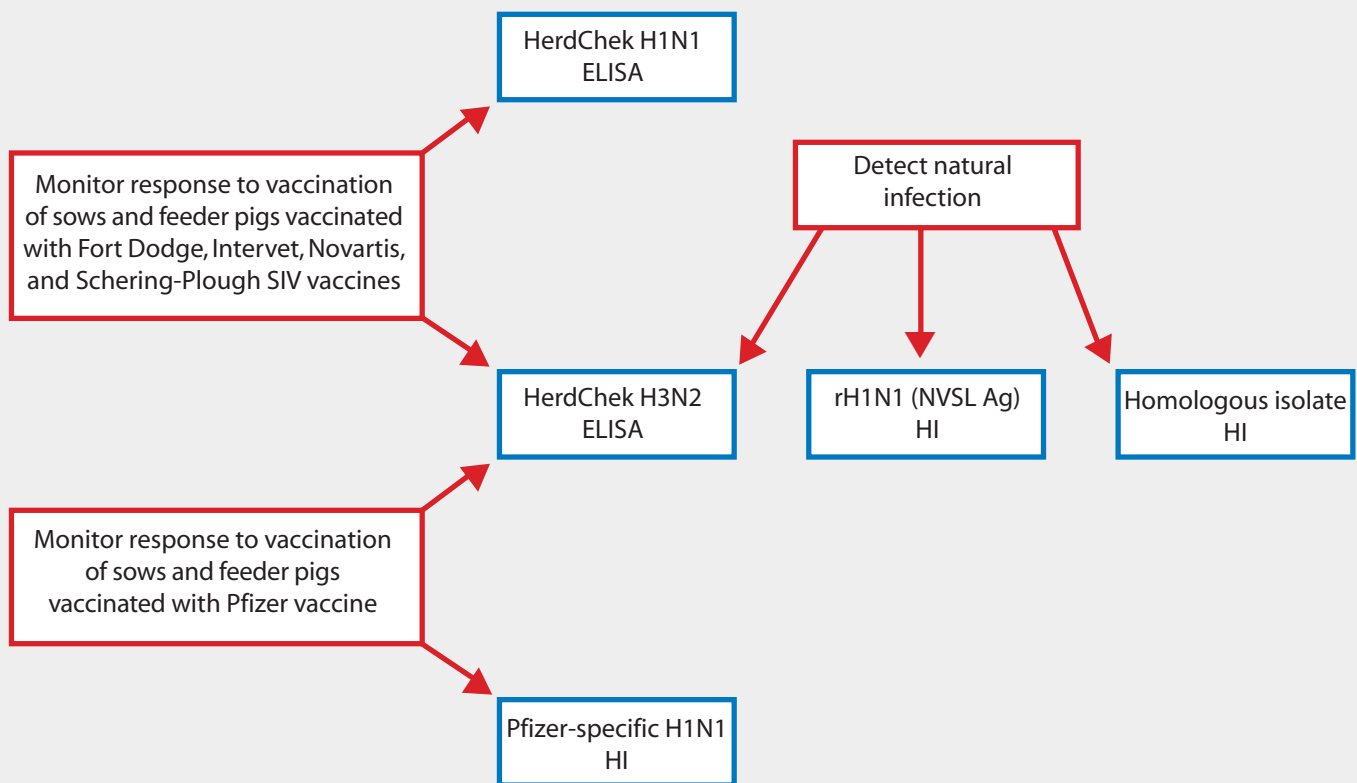 HerdChek H1N1
ELISA
Monitor response to vaccination
of sows and feeder pigs vaccinated
with Fort Dodge, Intervet, Novartis,
and Schering-Plough SIV vaccines
Detect natural
infection
HerdChek H3N2
ELISA
rH1N1 (NVSL Ag)
HI
Homologous isolate
HI
Monitor response to vaccination
of sows and feeder pigs
vaccinated with Pfizer vaccine
Pfizer-specific H1N1
HI